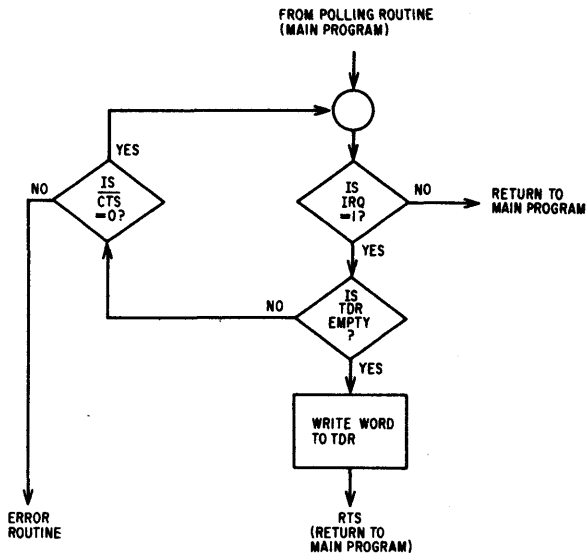 FROM POLLING ROUTINE
(MAIN PROGRAM)
YES
NO
IS
CTS
=0?
IS
IRQ
=1?
NO
RETURN TO
MAIN PROGRAM
YES
NO
IS
TDR
EMPTY
?
YES
WRITE WORD
TO TDR
ERROR
ROUTINE
RTS
(RETURN TO
MAIN PROGRAM)